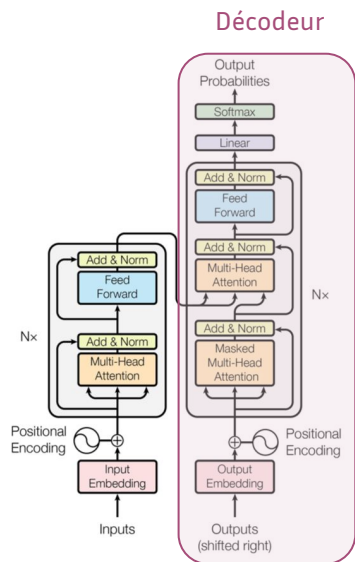 Décodeur
Output
Probabilities
Softmax
Linear
Add & Norm
Feed
Forward
Add & Norm
Multi-Head
Attention
N×
Add & Norm
Masked
Multi-Head
Attention
Positional
Encoding
Output
Embedding
Outputs
(shifted right)
Add & Norm
Feed
Forward
Nx
Add & Norm
Multi-Head
Attention
Positional
Encoding
Input
Embedding
Inputs